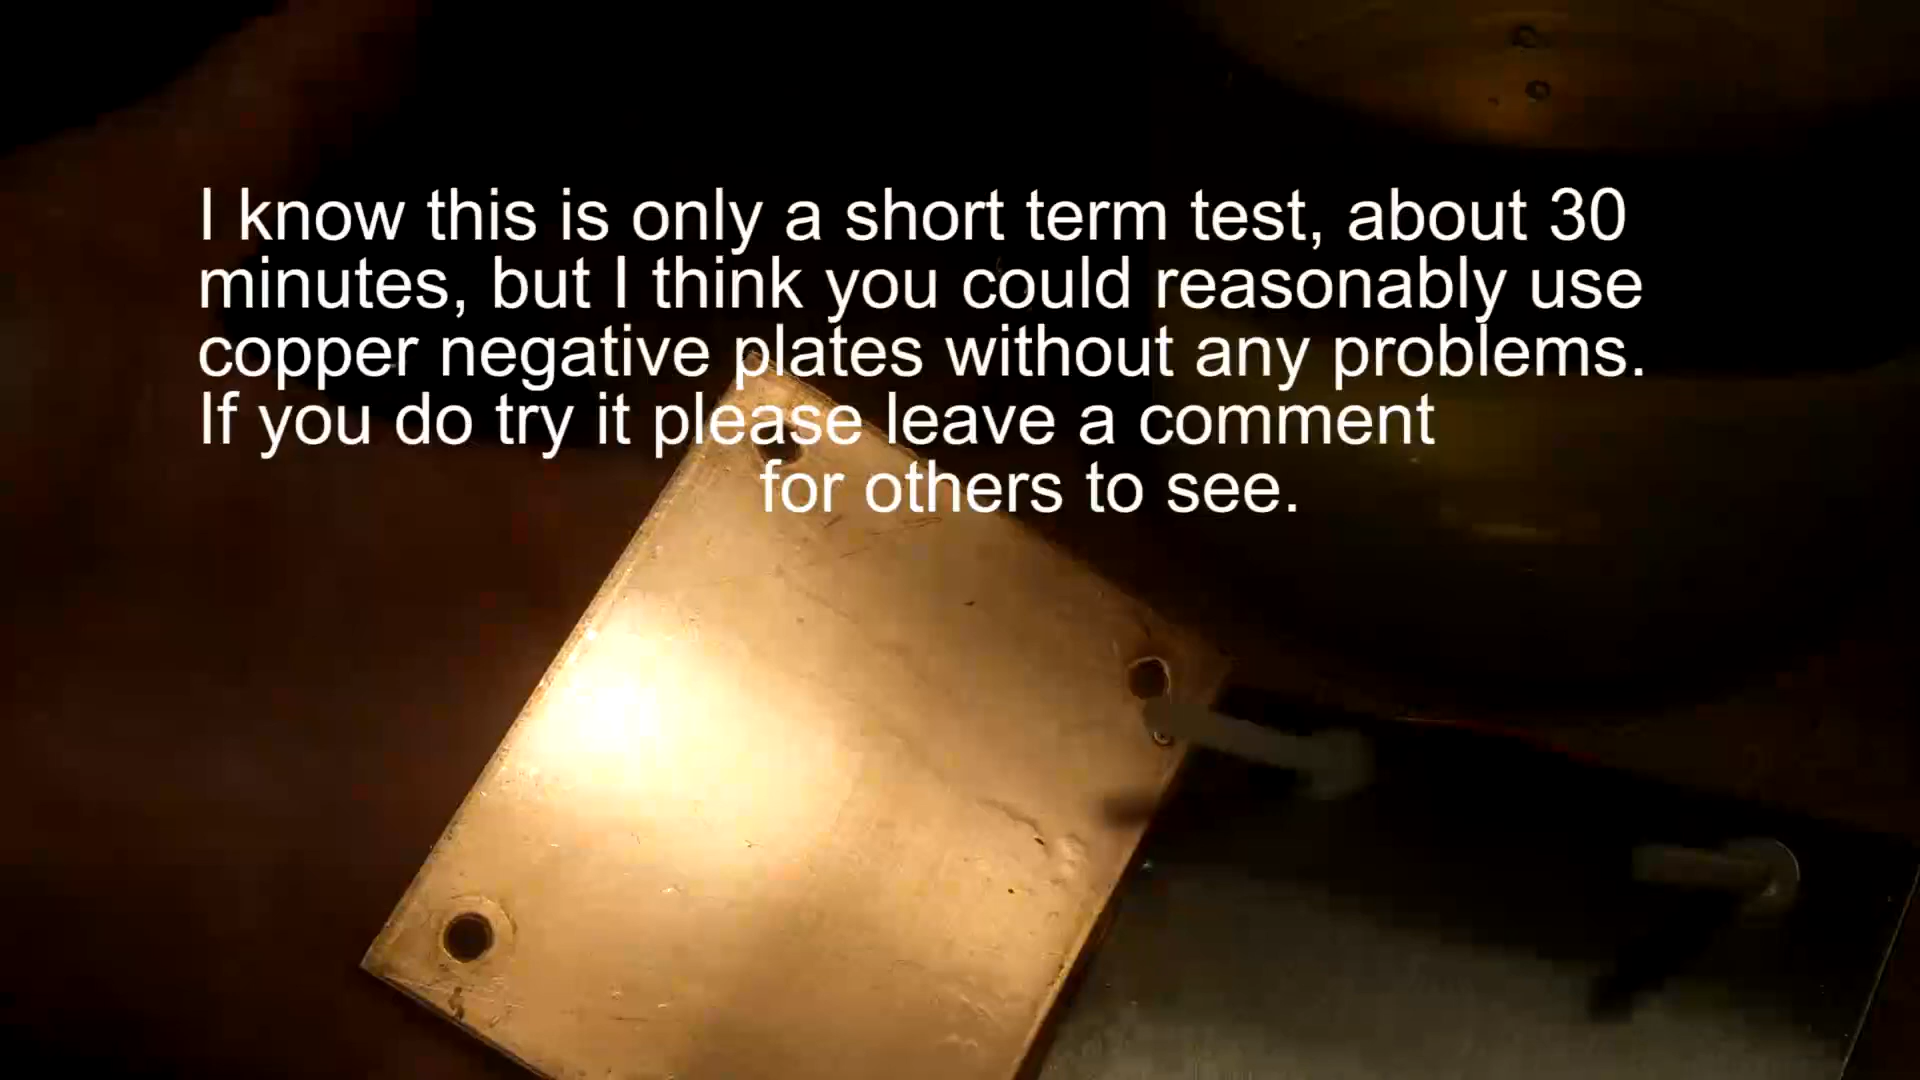 I know this is only a short term test, about 30
minutes, but I think you could reasonably use
copper negative plates without any problems.
If you do try it please leave a comment
for others to see.